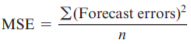 MSE = Σ(Forecast errors)² / n